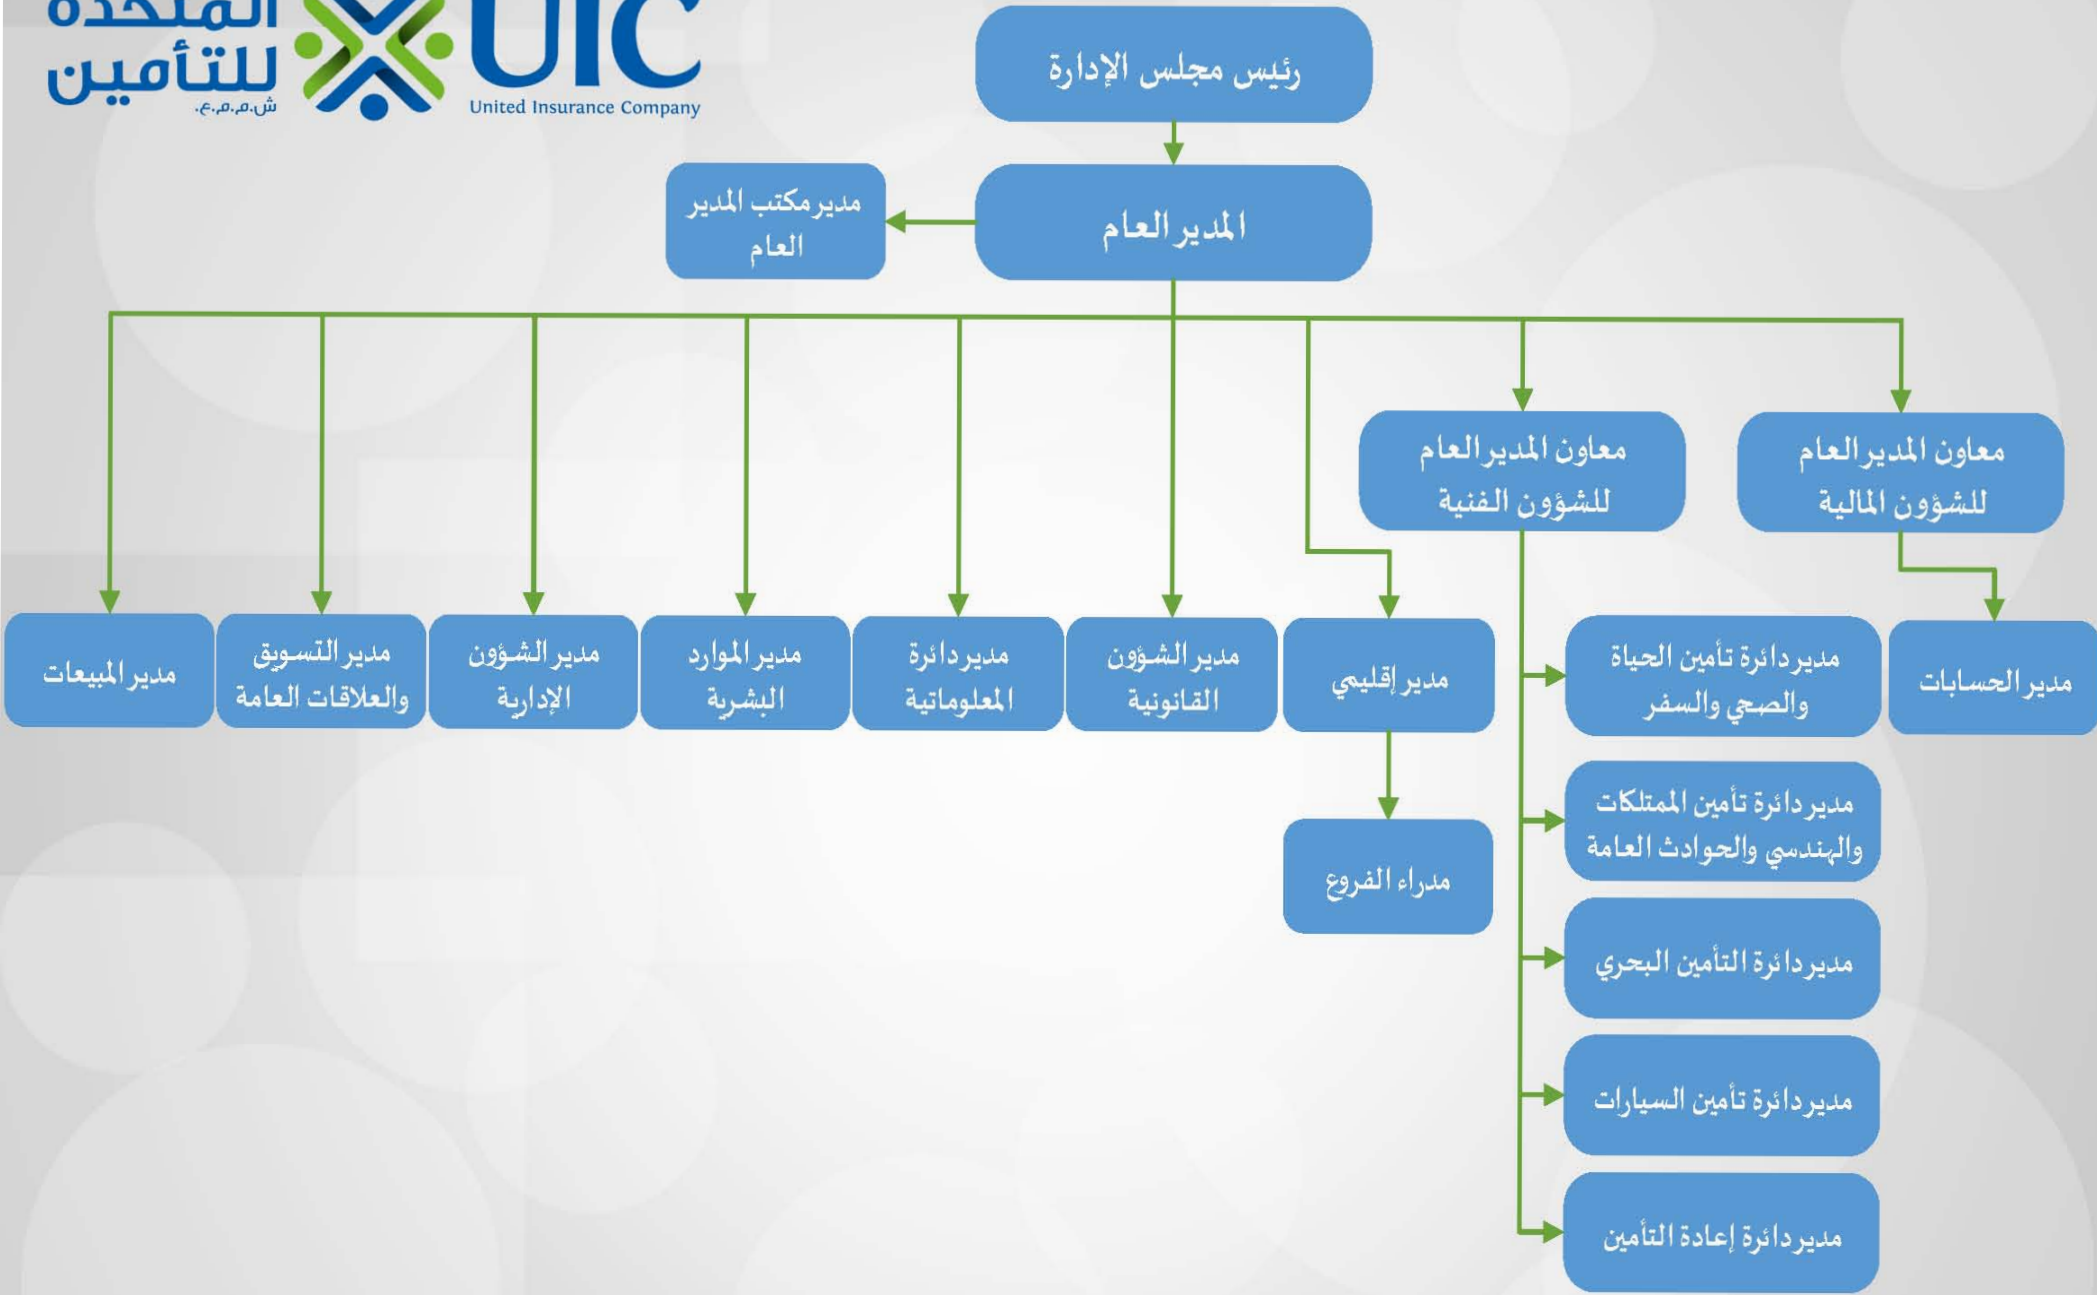 المتحدة
للتأمين
ش.م.م.ع.
UIC
United Insurance Company
رئيس مجلس الإدارة
المدير العام
مدير مكتب المدير
العام
معاون المدير العام
للشؤون المالية
معاون المدير العام
للشؤون الفنية
مدير الحسابات
مدير دائرة تأمين الحياة
والصحي والسفر
مدير إقليمي
مدير الشؤون
القانونية
مدير دائرة
المعلوماتية
مدير الموارد
البشرية
مدير الشؤون
الإدارية
مدير التسويق
والعلاقات العامة
مدير المبيعات
مدير دائرة تأمين الممتلكات
والهندسي والحوادث العامة
مدراء الفروع
مدير دائرة التأمين البحري
مدير دائرة تأمين السيارات
مدير دائرة إعادة التأمين